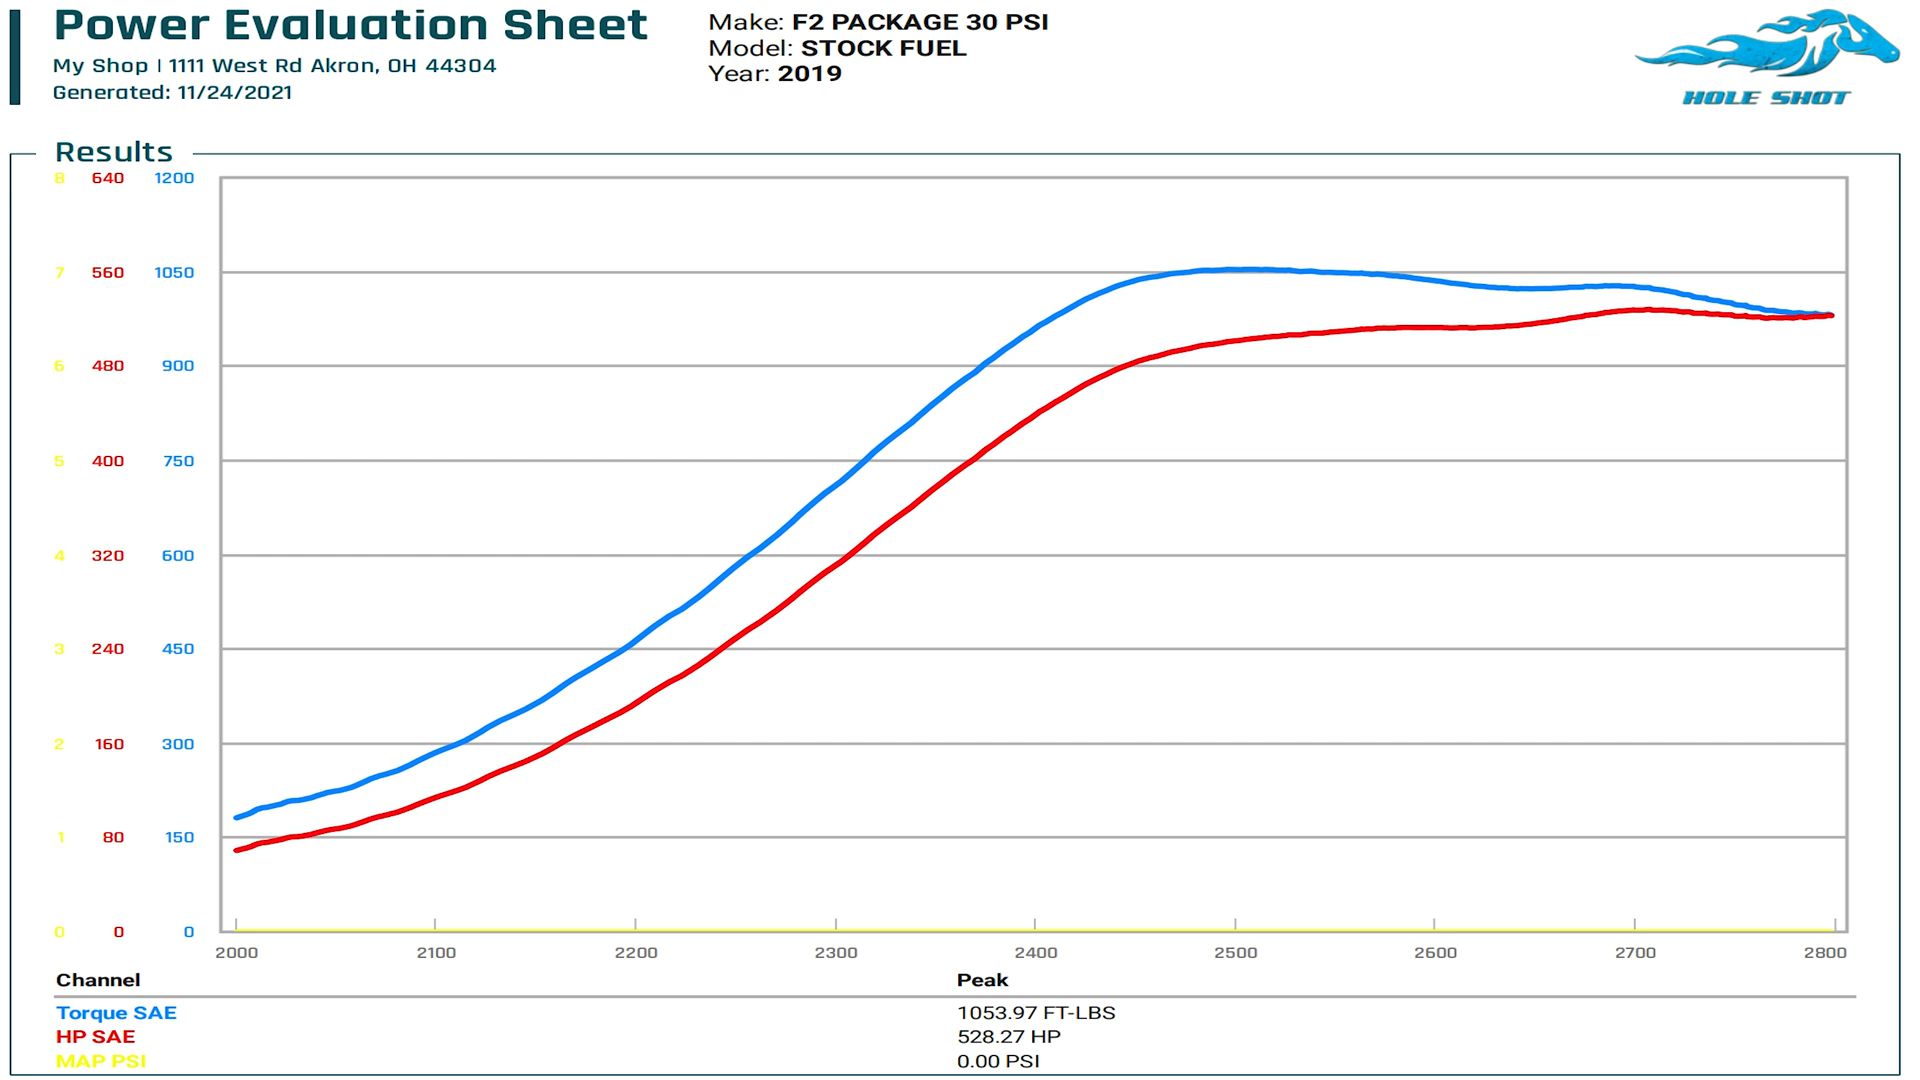 Power Evaluation Sheet
My Shop | 1111 West Rd Akron, OH 44304
Generated: 11/24/2021
Make: F2 PACKAGE 30 PSI
Model: STOCK FUEL
Year: 2019
HOLE SHOT
Results
8 640 1200
7 560 1050
6 480 900
5 400 750
4 320 600
3 240 450
2 160 300
1 80 150
0 0 0
2000 2100 2200 2300 2400 2500 2600 2700 2800
Channel Peak
Torque SAE 1053.97 FT-LBS
HP SAE 528.27 HP
MAP PSI 0.00 PSI